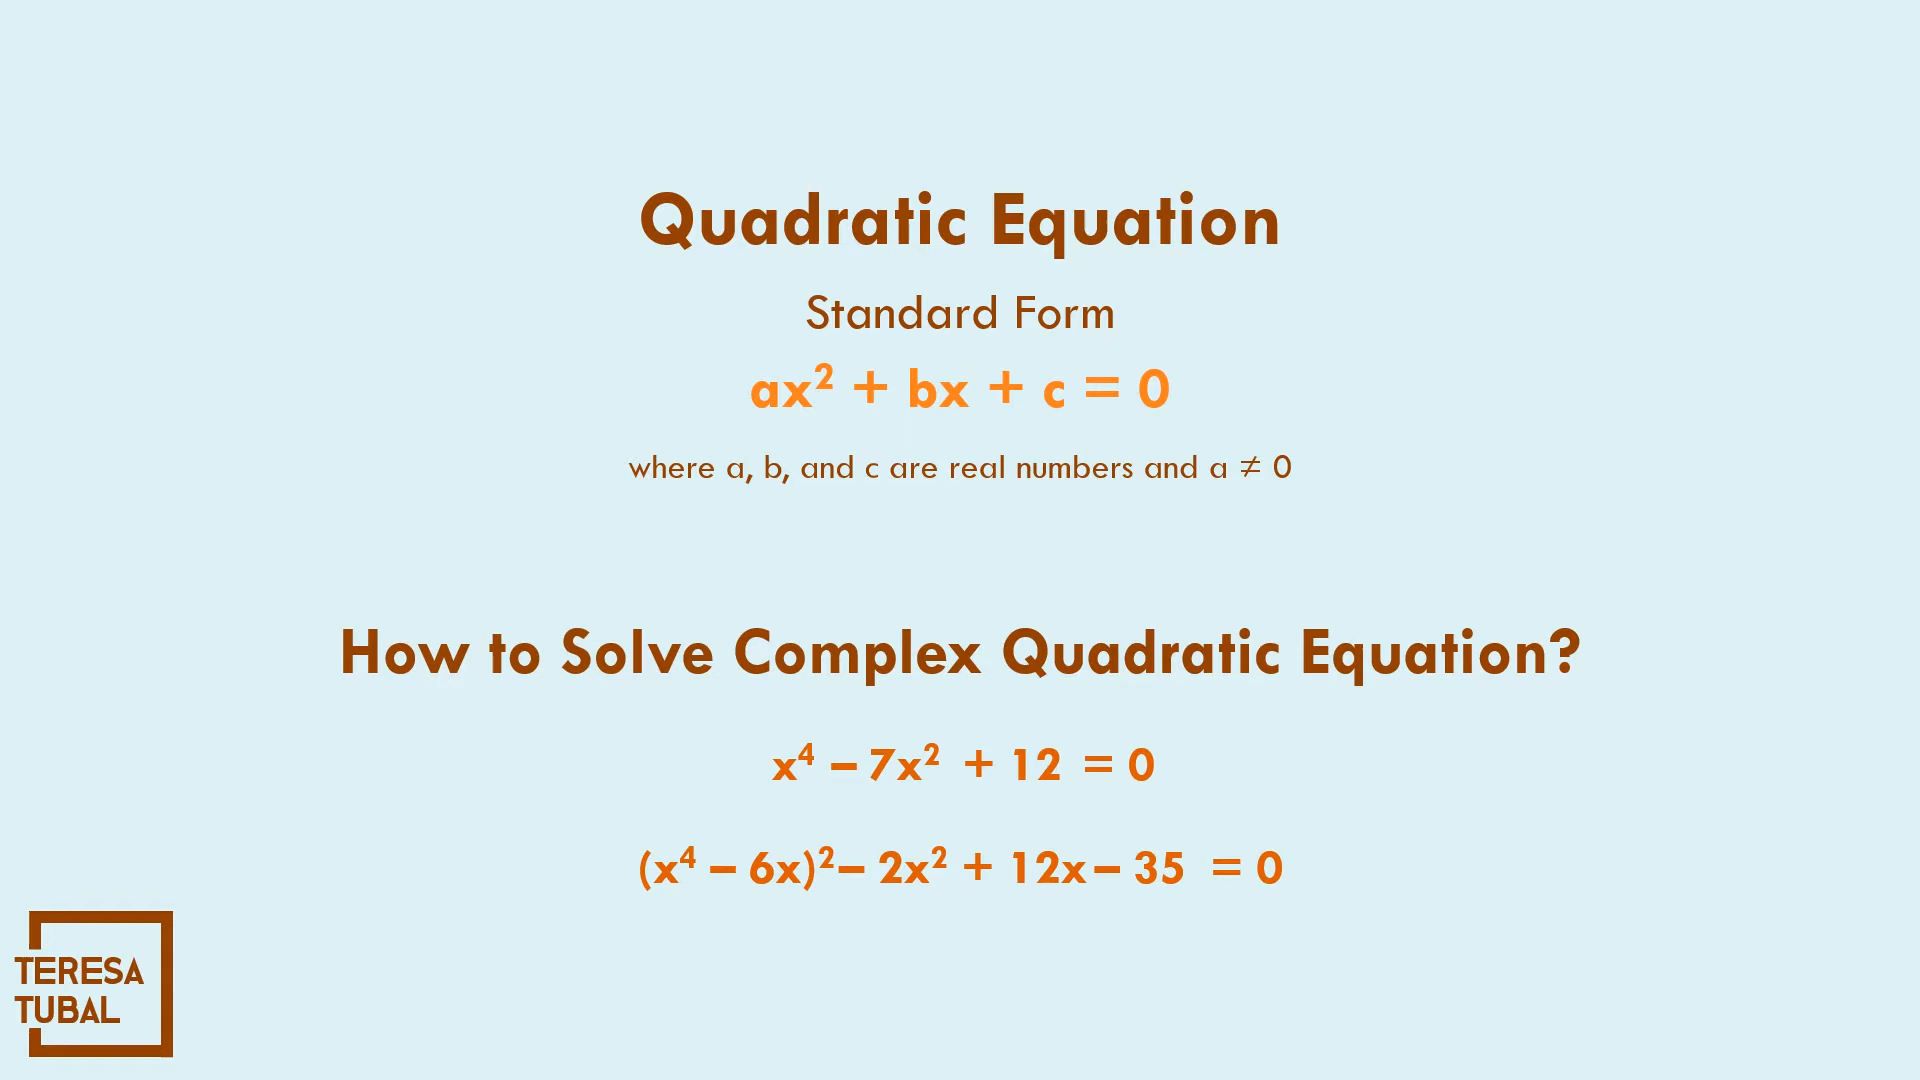 Quadratic Equation
Standard Form
ax² + bx + c = 0
where a, b, and c are real numbers and a ≠ 0
How to Solve Complex Quadratic Equation?
x⁴ – 7x² + 12 = 0
(x⁴ – 6x)²– 2x² + 12x – 35 = 0
TERESA
TUBAL